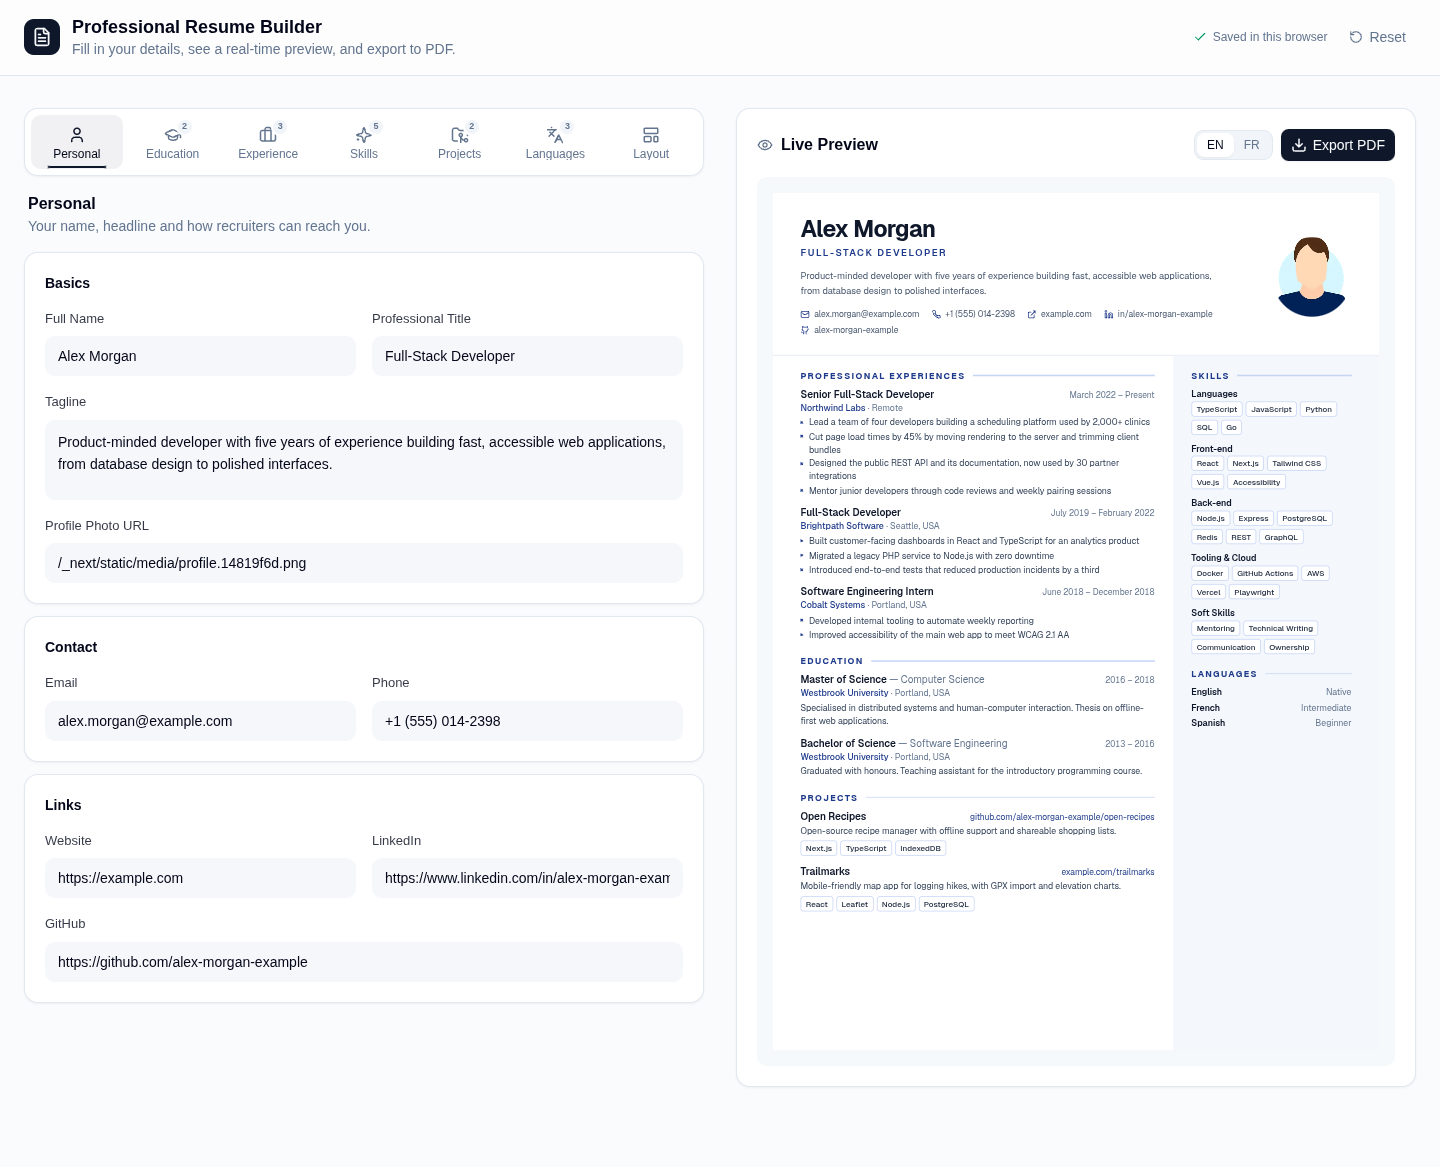 Professional Resume Builder
Fill in your details, see a real-time preview, and export to PDF.
Saved in this browser
Reset
Personal
2
Education
3
Experience
5
Skills
2
Projects
3
Languages
Layout
Personal
Your name, headline and how recruiters can reach you.
Basics
Full Name
Professional Title
Alex Morgan
Full-Stack Developer
Tagline
Product-minded developer with five years of experience building fast, accessible web applications,
from database design to polished interfaces.
Profile Photo URL
/_next/static/media/profile.14819f6d.png
Contact
Email
Phone
alex.morgan@example.com
+1 (555) 014-2398
Links
Website
LinkedIn
https://example.com
https://www.linkedin.com/in/alex-morgan-exam
GitHub
https://github.com/alex-morgan-example
Live Preview
EN
FR
Export PDF
Alex Morgan
FULL-STACK DEVELOPER
Product-minded developer with five years of experience building fast, accessible web applications,
from database design to polished interfaces.
alex.morgan@example.com
+1 (555) 014-2398
example.com
in/alex-morgan-example
alex-morgan-example
PROFESSIONAL EXPERIENCES
Senior Full-Stack Developer
March 2022 – Present
Northwind Labs · Remote
Lead a team of four developers building a scheduling platform used by 2,000+ clinics
Cut page load times by 45% by moving rendering to the server and trimming client
bundles
Designed the public REST API and its documentation, now used by 30 partner
integrations
Mentor junior developers through code reviews and weekly pairing sessions
Full-Stack Developer
July 2019 – February 2022
Brightpath Software · Seattle, USA
Built customer-facing dashboards in React and TypeScript for an analytics product
Migrated a legacy PHP service to Node.js with zero downtime
Introduced end-to-end tests that reduced production incidents by a third
Software Engineering Intern
June 2018 – December 2018
Cobalt Systems · Portland, USA
Developed internal tooling to automate weekly reporting
Improved accessibility of the main web app to meet WCAG 2.1 AA
EDUCATION
Master of Science — Computer Science
2016 – 2018
Westbrook University · Portland, USA
Specialised in distributed systems and human-computer interaction. Thesis on offline-
first web applications.
Bachelor of Science — Software Engineering
2013 – 2016
Westbrook University · Portland, USA
Graduated with honours. Teaching assistant for the introductory programming course.
PROJECTS
Open Recipes
github.com/alex-morgan-example/open-recipes
Open-source recipe manager with offline support and shareable shopping lists.
Next.js TypeScript IndexedDB
Trailmarks
example.com/trailmarks
Mobile-friendly map app for logging hikes, with GPX import and elevation charts.
React Leaflet Node.js PostgreSQL
SKILLS
Languages
TypeScript JavaScript Python
SQL Go
Front-end
React Next.js Tailwind CSS
Vue.js Accessibility
Back-end
Node.js Express PostgreSQL
Redis REST GraphQL
Tooling & Cloud
Docker GitHub Actions AWS
Vercel Playwright
Soft Skills
Mentoring Technical Writing
Communication Ownership
LANGUAGES
English Native
French Intermediate
Spanish Beginner